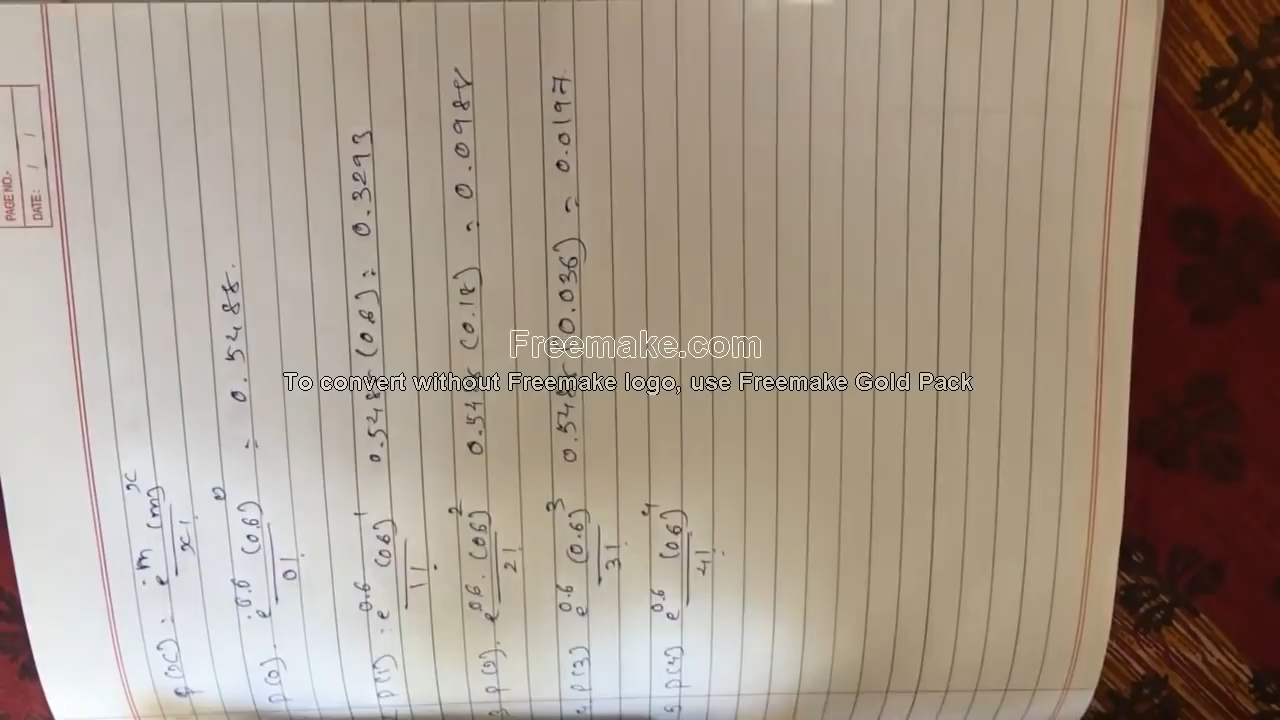 PAGE NO.
DATE: / /
P(x) = e^-m (m)^x / x!
P(0) = e^-0.6 (0.6)^0 / 0! = 0.5488.
P(1) = e^0.6 (0.6)^1 / 1! 0.5488 (0.6) = 0.3293
3 P(2). e^0.6. (0.6)^2 / 2! 0.5488 (0.18) = 0.0988
4 P(3) e^0.6 (0.6)^3 / 3! 0.5488 (0.036) = 0.0197
5 P(4) e^0.6 (0.6)^4 / 4!
Freemake.com
To convert without Freemake logo, use Freemake Gold Pack